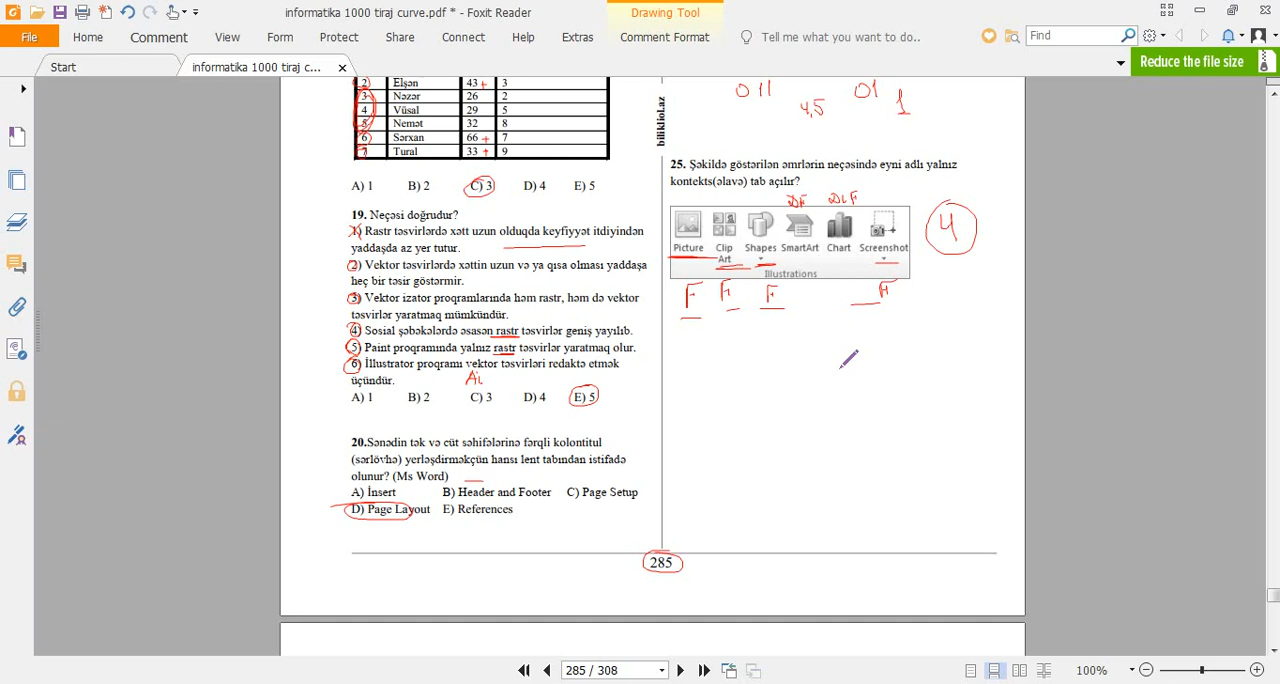 informatika 1000 tiraj curve.pdf * - Foxit Reader
Drawing Tool
File
Home
Comment
View
Form
Protect
Share
Connect
Help
Extras
Comment Format
Tell me what you want to do..
Find
Start
informatika 1000 tiraj c...
Reduce the file size
2 Elşən 43 + 3
3 Nəzər 26 2
4 Vüsal 29 5
5 Nemət 32 8
6 Sərxan 66 + 7
7 Tural 33 + 9
A) 1 B) 2 C) 3 D) 4 E) 5
19. Neçəsi doğrudur?
1) Rastr təsvirlərdə xətt uzun olduqda keyfiyyət itdiyindən
yaddaşda az yer tutur.
2) Vektor təsvirlərdə xəttin uzun və ya qısa olması yaddaşa
heç bir təsir göstərmir.
3) Vektor izator proqramlarında həm rastr, həm də vektor
təsvirlər yaratmaq mümkündür.
4) Sosial şəbəkələrdə əsasən rastr təsvirlər geniş yayılıb.
5) Paint proqramında yalnız rastr təsvirlər yaratmaq olur.
6) İllustrator proqramı vektor təsvirləri redaktə etmək
üçündür.
Ai
A) 1 B) 2 C) 3 D) 4 E) 5
20.Sənədin tək və cüt səhifələrinə fərqli kolontitul
(sərlövhə) yerləşdirməkçün hansı lent tabından istifadə
olunur? (Ms Word)
A) İnsert B) Header and Footer C) Page Setup
D) Page Layout E) References
bilikliol.az
011
4,5
01
1
25. Şəkildə göstərilən əmrlərin neçəsində eyni adlı yalnız
kontekts(əlavə) tab açılır?
DF
DLF
Picture
Clip
Art
Shapes
SmartArt
Chart
Screenshot
Illustrations
4
F F F F
285
285 / 308
100%